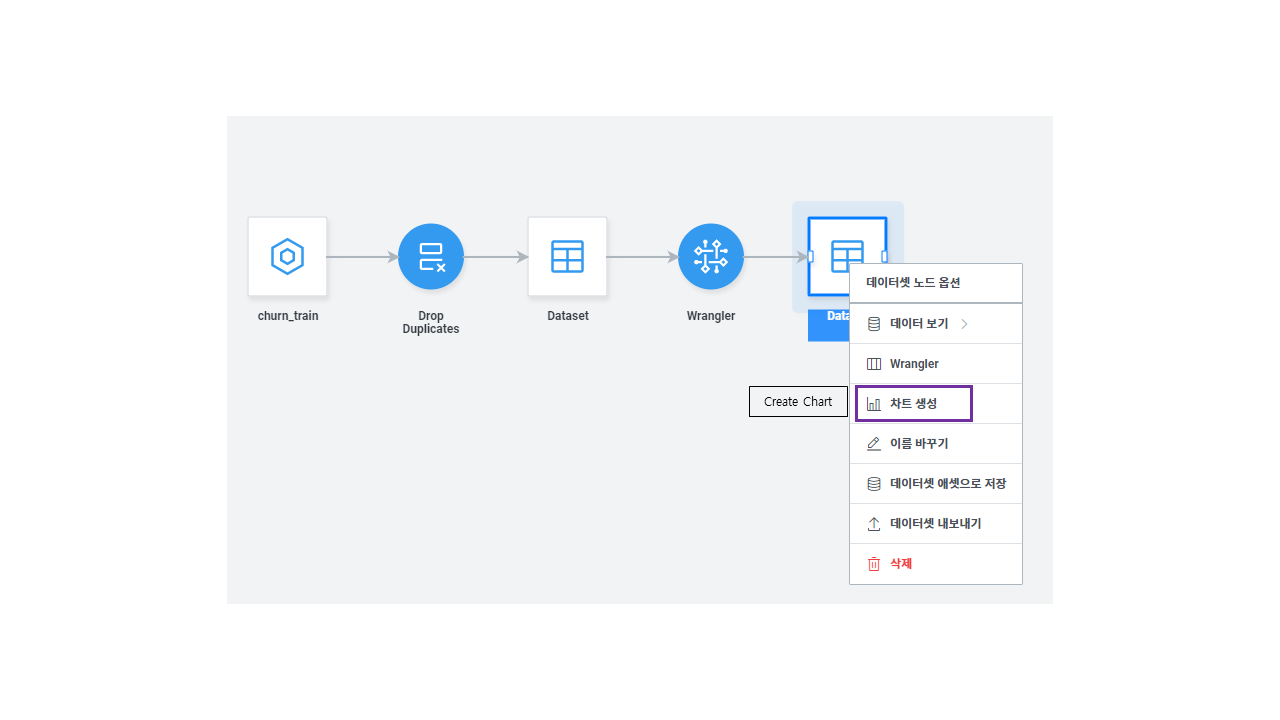 churn_train
Drop
Duplicates
Dataset
Wrangler
Data
데이터셋 노드 옵션
데이터 보기
Wrangler
Create Chart
차트 생성
이름 바꾸기
데이터셋 애셋으로 저장
데이터셋 내보내기
삭제